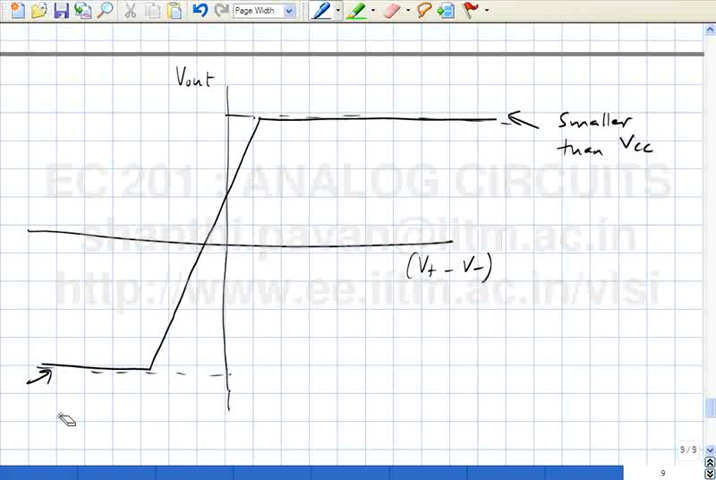 Page Width
Vout
Smaller
than Vcc
EC 201 : ANALOG CIRCUITS
shanthi.pavan@iitm.ac.in
(V+ - V-)
http://www.ee.iitm.ac.in/vlsi
9/9
9